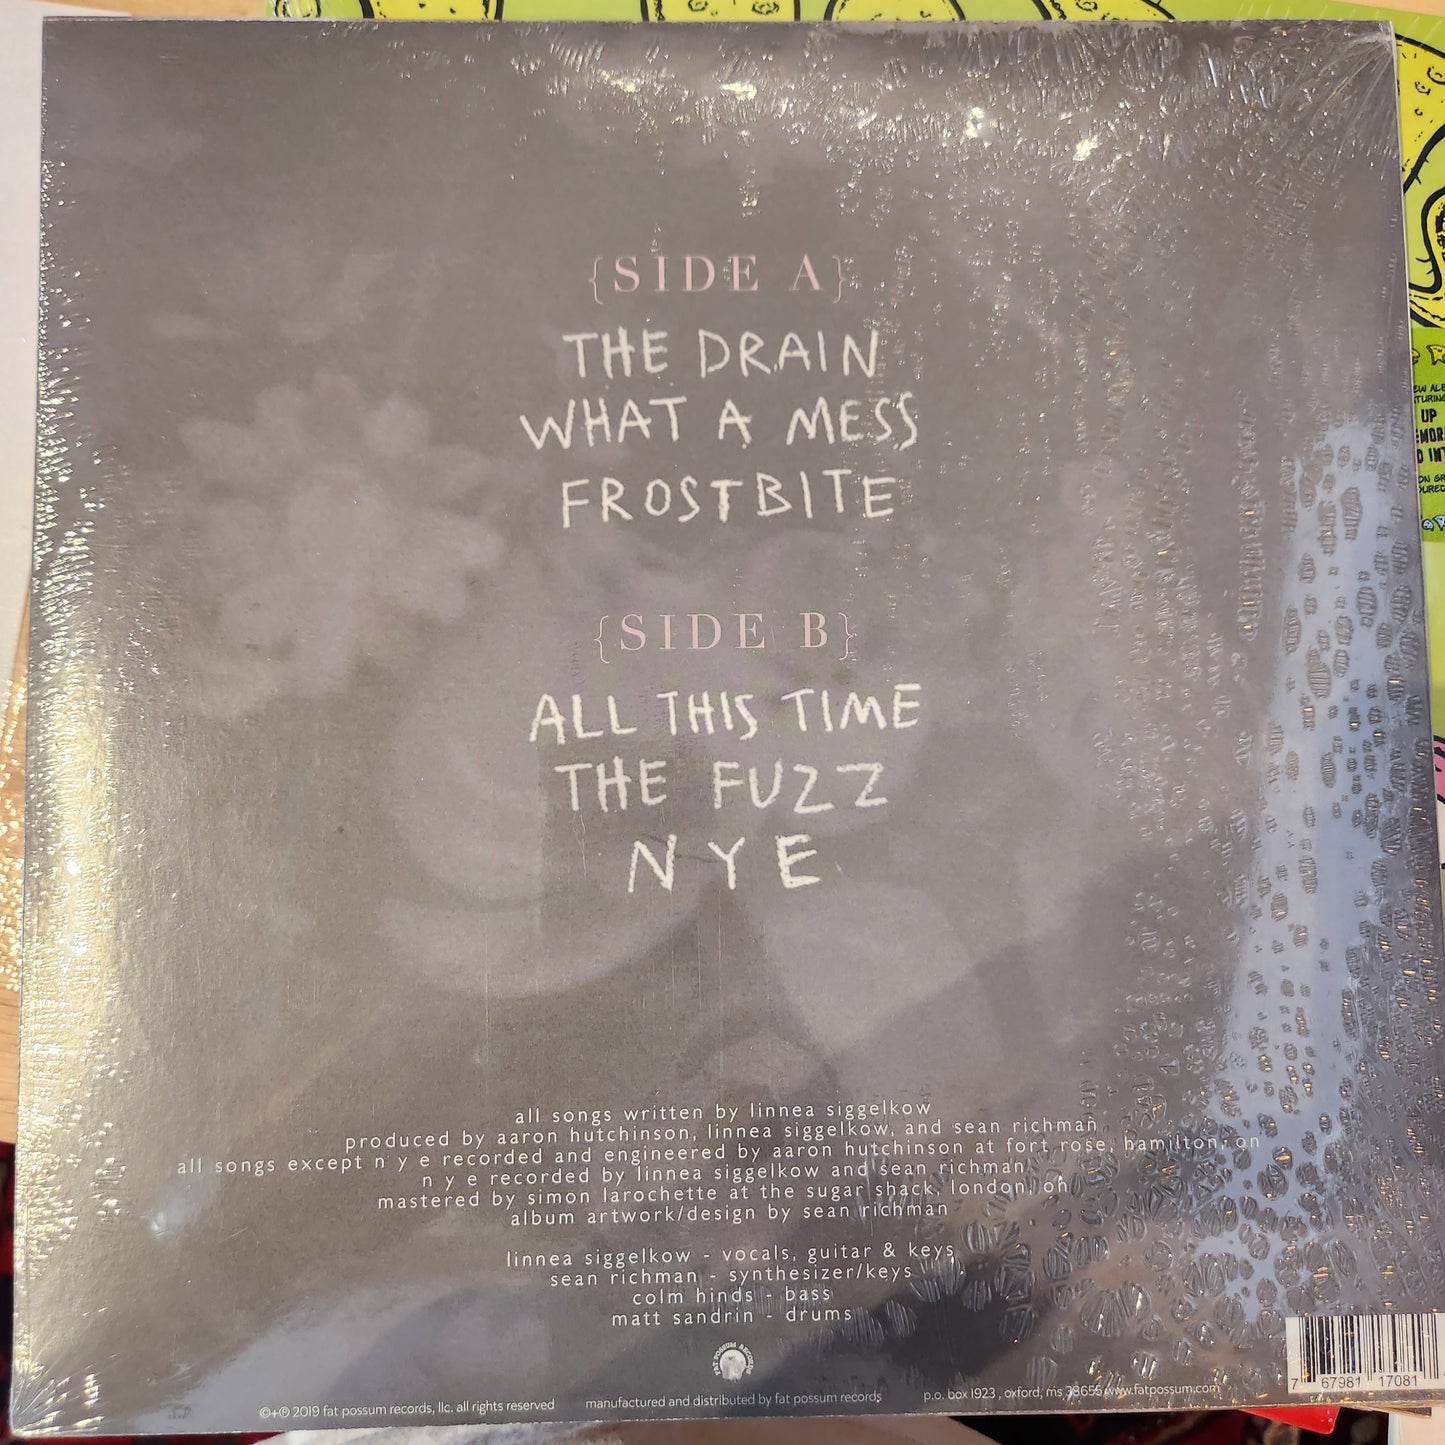 {SIDE A}
THE DRAIN
WHAT A MESS
FROSTBITE
{SIDE B}
ALL THIS TIME
THE FUZZ
N Y E
all songs written by linnea siggelkow
produced by aaron hutchinson, linnea siggelkow, and sean richman
all songs except n y e recorded and engineered by aaron hutchinson at fort rose, hamilton, on
n y e recorded by linnea siggelkow and sean richman
mastered by simon larochette at the sugar shack, london, on
album artwork/design by sean richman
linnea siggelkow - vocals, guitar & keys
sean richman - synthesizer/keys
colm hinds - bass
matt sandrin - drums
FAT POSSUM RECORDS
©+℗ 2019 fat possum records, llc. all rights reserved
manufactured and distributed by fat possum records
p.o. box 1923 , oxford, ms 38655 www.fatpossum.com
7 67981 17081
UP